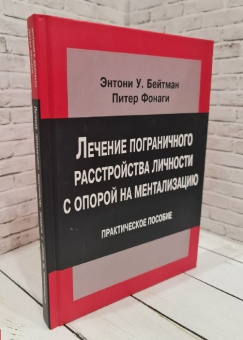 Энтони У. Бейтман
Питер Фонаги
Лечение пограничного
расстройства личности
с опорой на ментализацию
практическое пособие